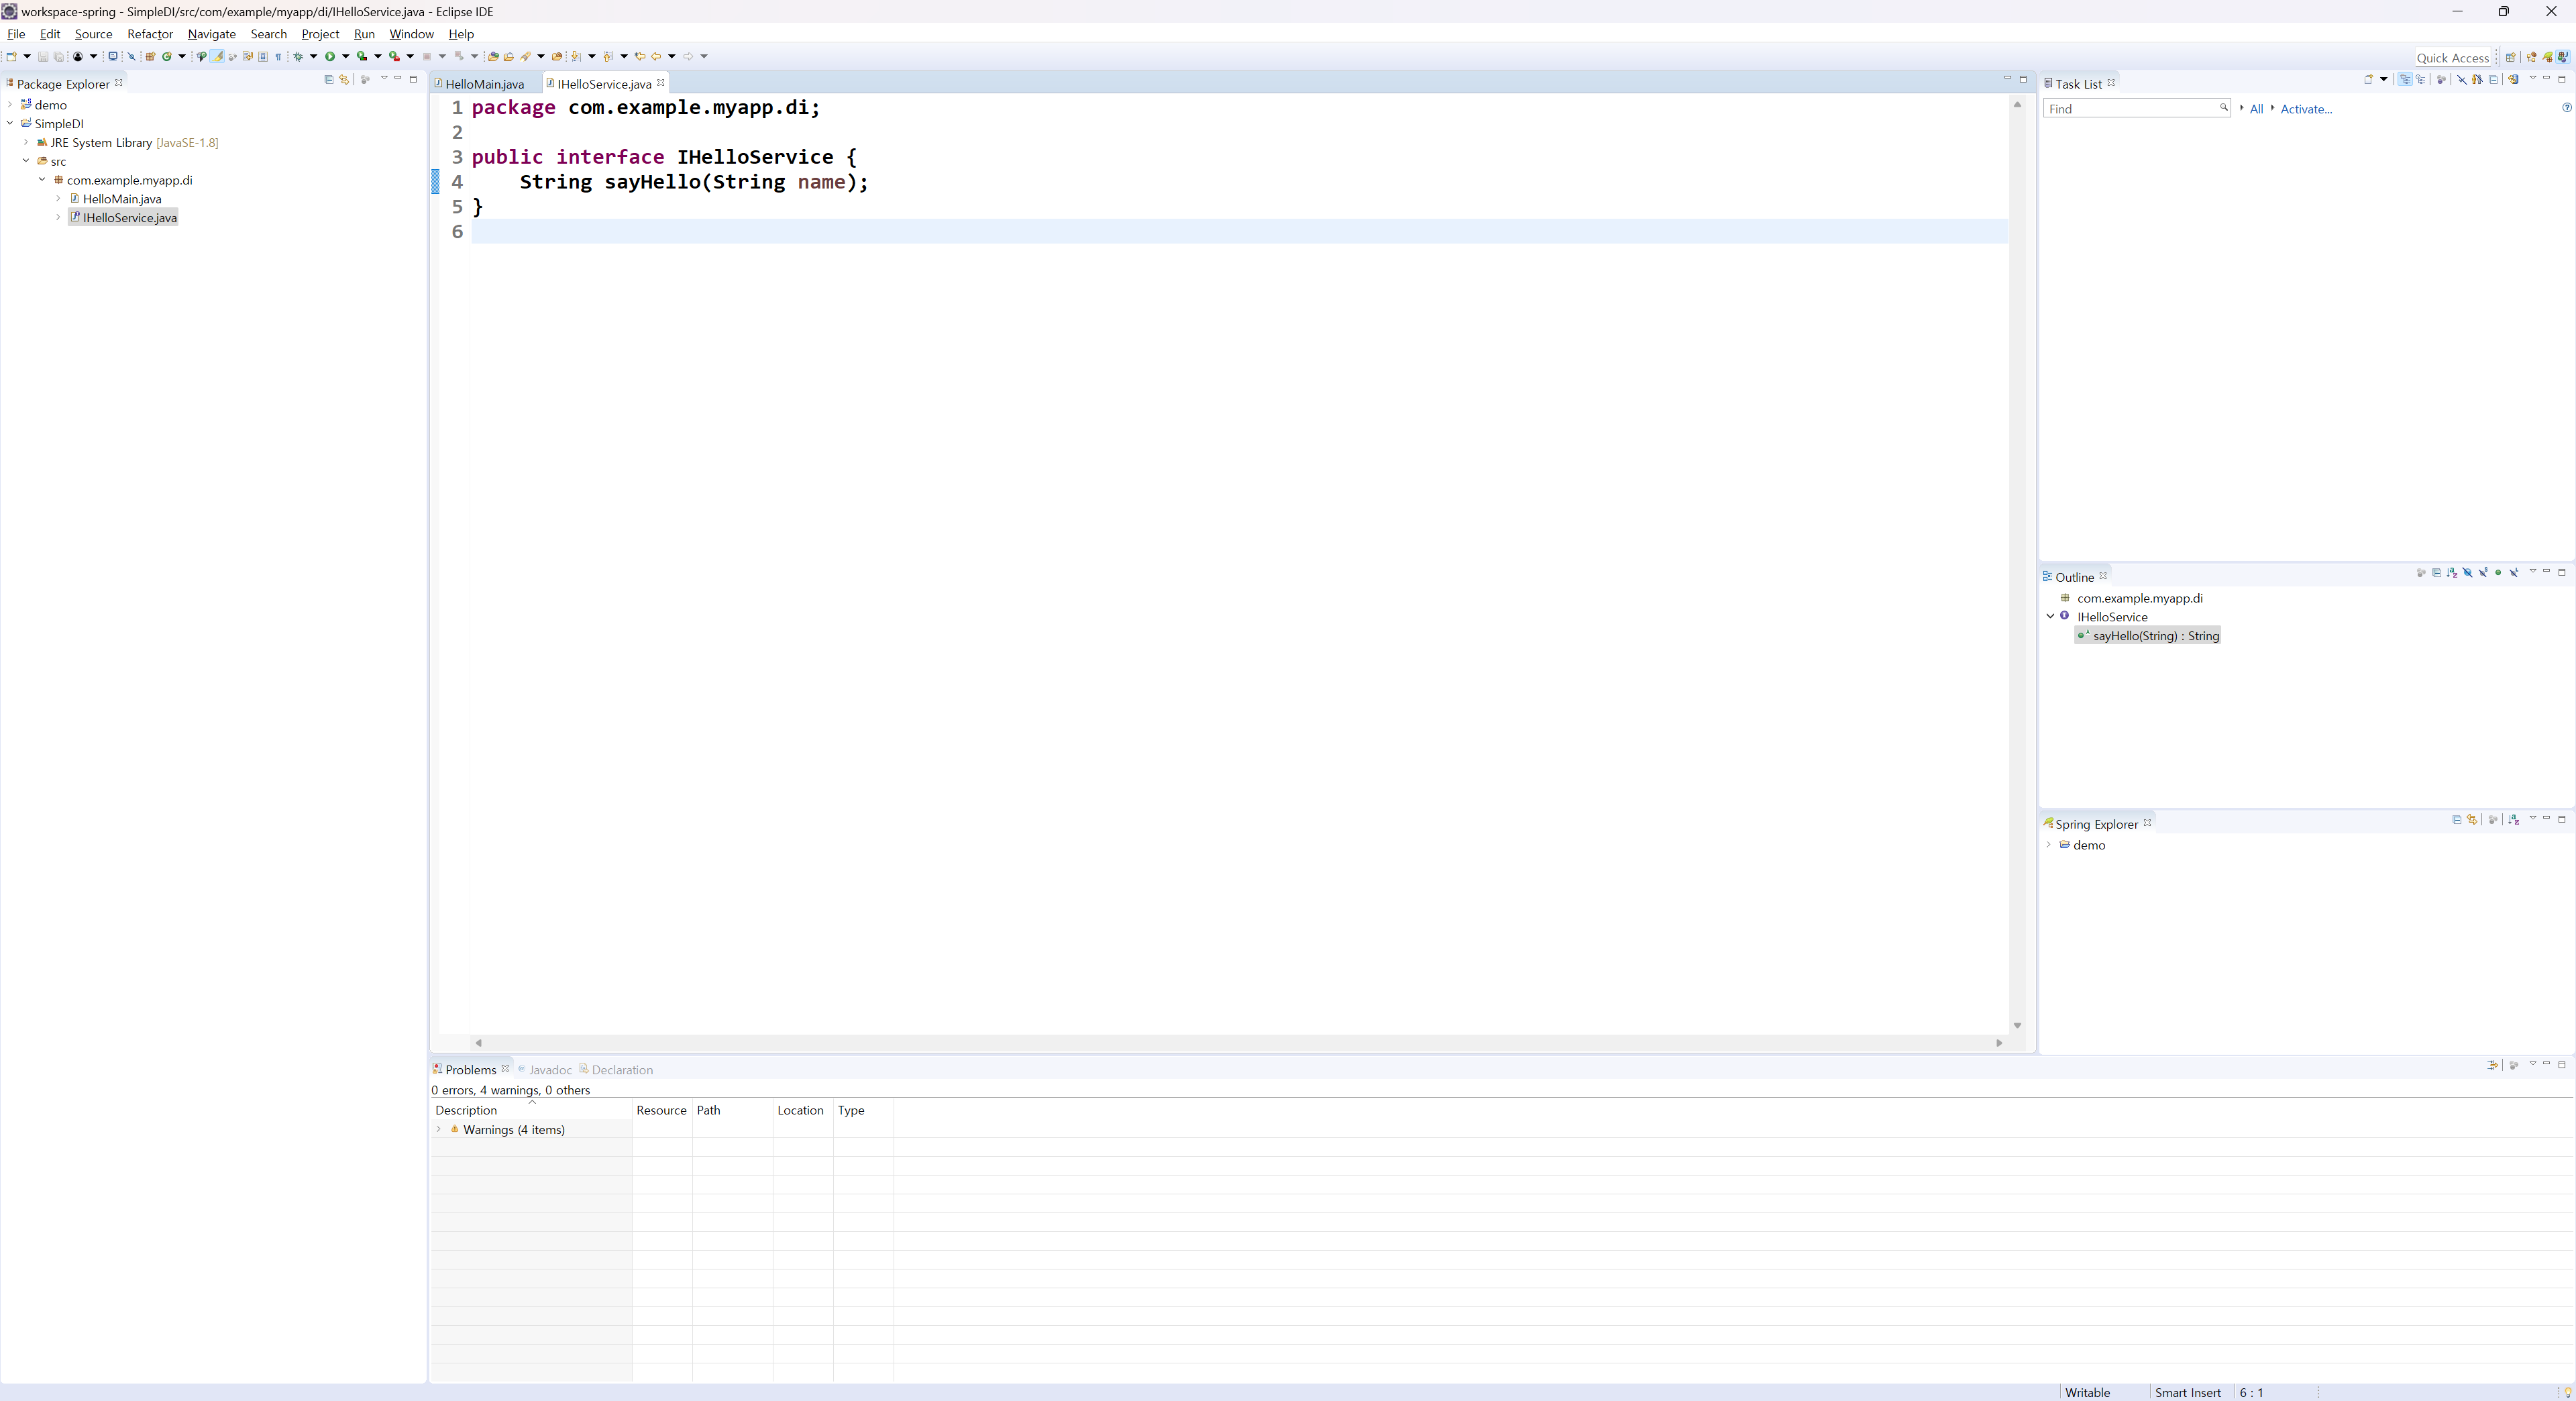 workspace-spring - SimpleDI/src/com/example/myapp/di/IHelloService.java - Eclipse IDE
File Edit Source Refactor Navigate Search Project Run Window Help
Quick Access
Package Explorer
demo
SimpleDI
JRE System Library [JavaSE-1.8]
src
com.example.myapp.di
HelloMain.java
IHelloService.java
HelloMain.java IHelloService.java
1 package com.example.myapp.di;
2
3 public interface IHelloService {
4 String sayHello(String name);
5 }
6
Task List
Find All Activate...
Outline
com.example.myapp.di
IHelloService
sayHello(String) : String
Spring Explorer
demo
Problems Javadoc Declaration
0 errors, 4 warnings, 0 others
Description Resource Path Location Type
Warnings (4 items)
Writable Smart Insert 6 : 1